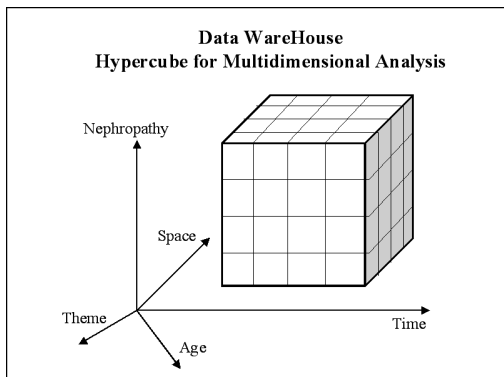 Data WareHouse
Hypercube for Multidimensional Analysis
Nephropathy
Space
Theme
Time
Age